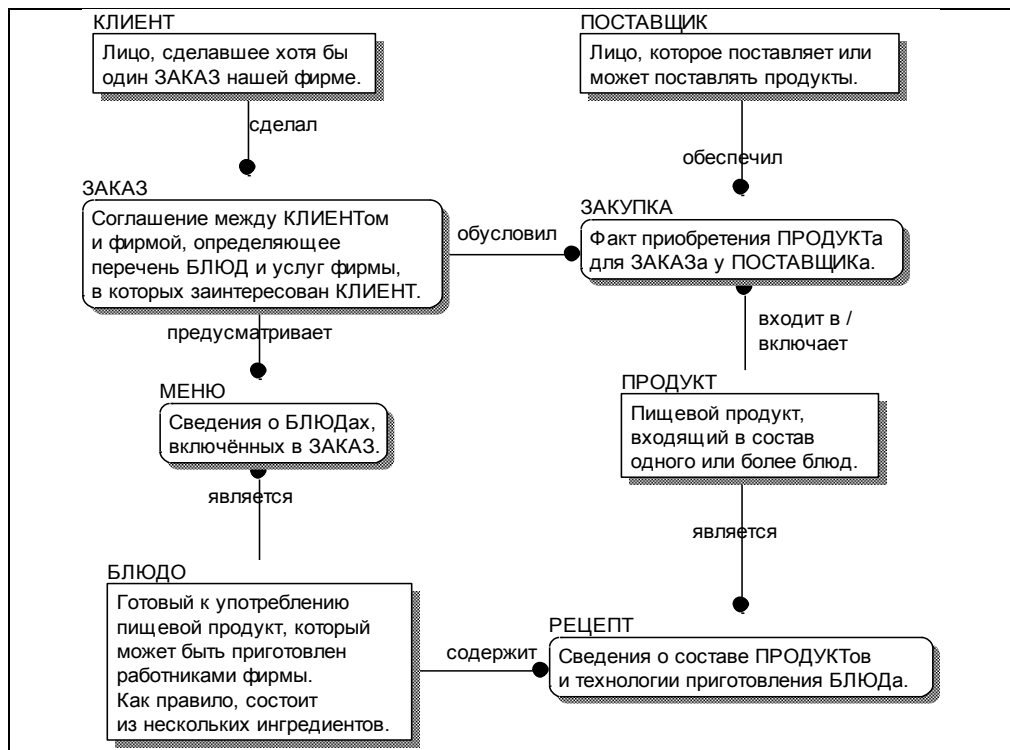 КЛИЕНТ
Лицо, сделавшее хотя бы
один ЗАКАЗ нашей фирме.
ПОСТАВЩИК
Лицо, которое поставляет или
может поставлять продукты.
сделал
обеспечил
ЗАКАЗ
Соглашение между КЛИЕНТом
и фирмой, определяющее
перечень БЛЮД и услуг фирмы,
в которых заинтересован КЛИЕНТ.
обусловил
ЗАКУПКА
Факт приобретения ПРОДУКТа
для ЗАКАЗа у ПОСТАВЩИКа.
предусматривает
входит в /
включает
МЕНЮ
Сведения о БЛЮДах,
включённых в ЗАКАЗ.
ПРОДУКТ
Пищевой продукт,
входящий в состав
одного или более блюд.
является
является
БЛЮДО
Готовый к употреблению
пищевой продукт, который
может быть приготовлен
работниками фирмы.
Как правило, состоит
из нескольких ингредиентов.
содержит
РЕЦЕПТ
Сведения о составе ПРОДУКТов
и технологии приготовления БЛЮДа.